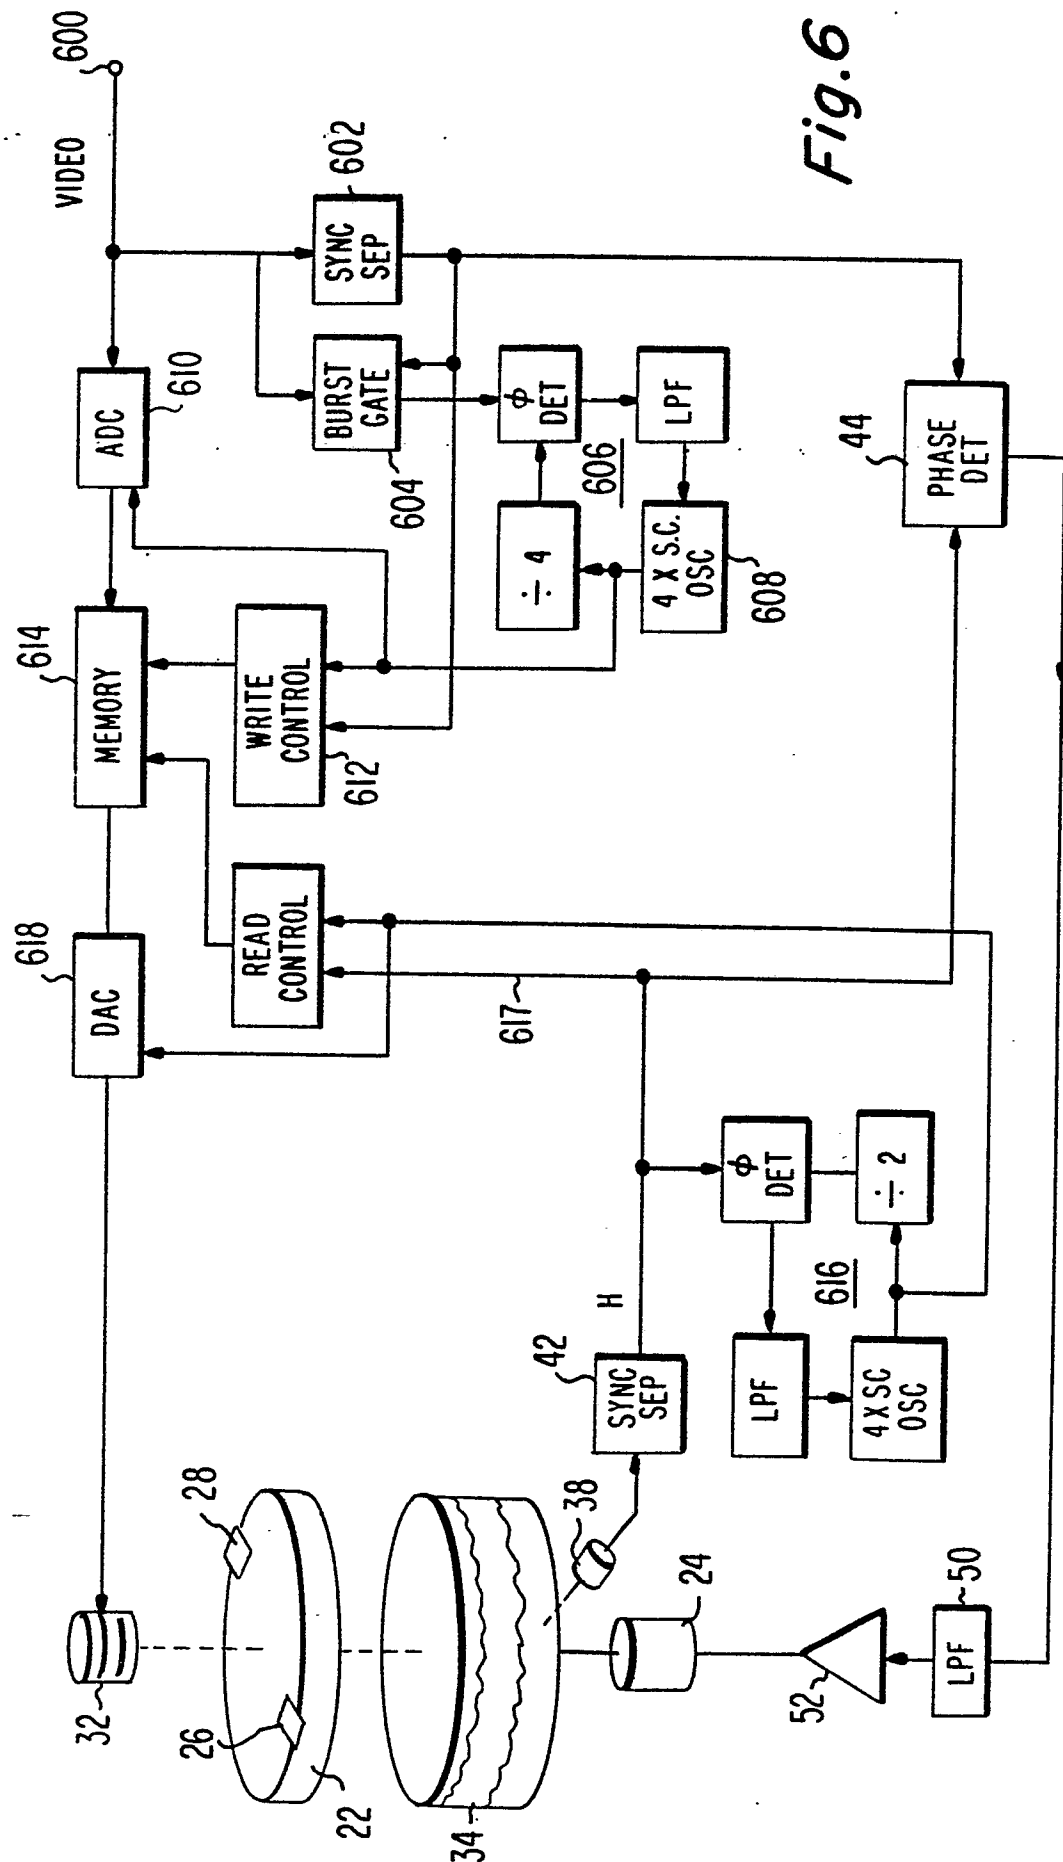 600
VIDEO
ADC
610
SYNC
SEP
602
BURST
GATE
604
MEMORY
614
WRITE
CONTROL
612
ϕ
DET
LPF
606
÷ 4
4 X S.C.
OSC
608
PHASE
DET
44
DAC
618
READ
CONTROL
617
H
SYNC
SEP
42
ϕ
DET
÷ 2
616
LPF
4 X SC
OSC
32
28
26
22
34
38
24
52
LPF
50
Fig.6